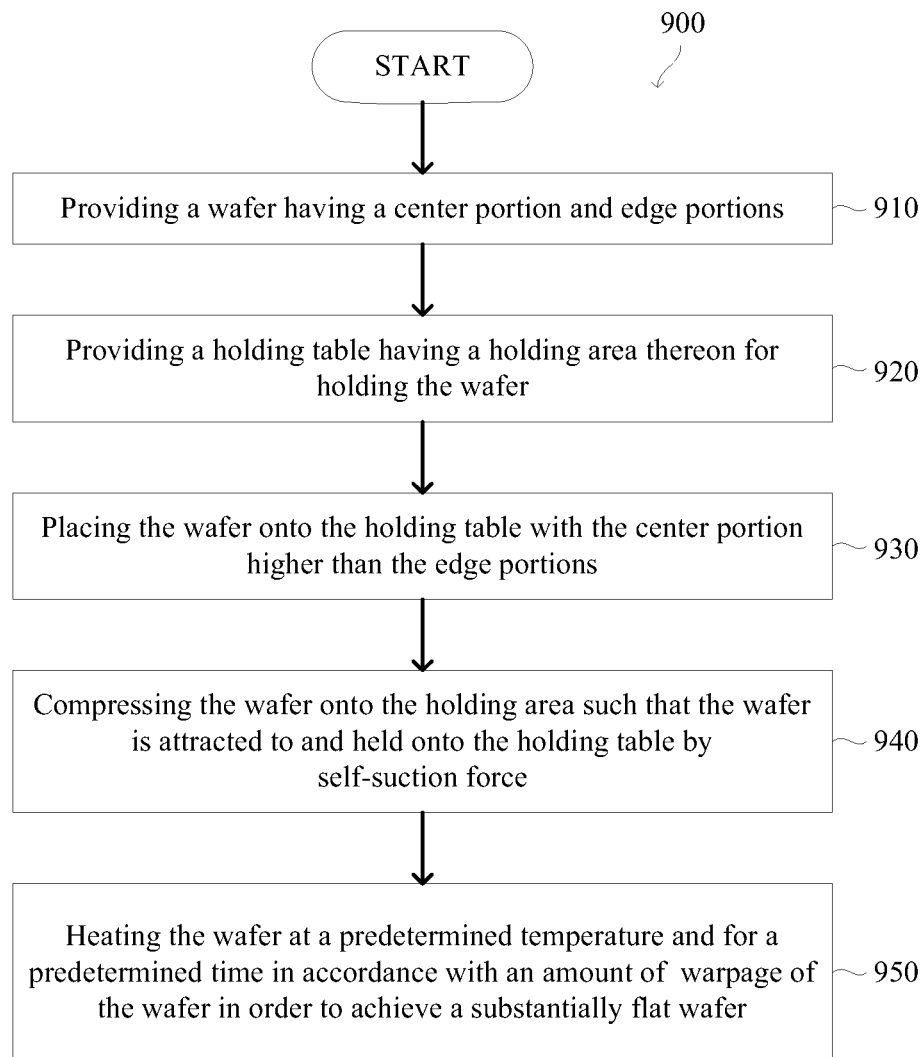 900
START
Providing a wafer having a center portion and edge portions
910
Providing a holding table having a holding area thereon for
holding the wafer
920
Placing the wafer onto the holding table with the center portion
higher than the edge portions
930
Compressing the wafer onto the holding area such that the wafer
is attracted to and held onto the holding table by
self-suction force
940
Heating the wafer at a predetermined temperature and for a
predetermined time in accordance with an amount of warpage of
the wafer in order to achieve a substantially flat wafer
950